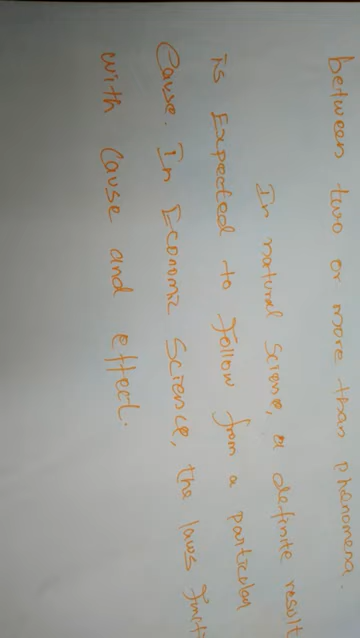 between two or more than phenomena.
In natural science, a definite result
is Expected to follow from a particular
Cause. In Economic Science, the laws
with cause and effect.